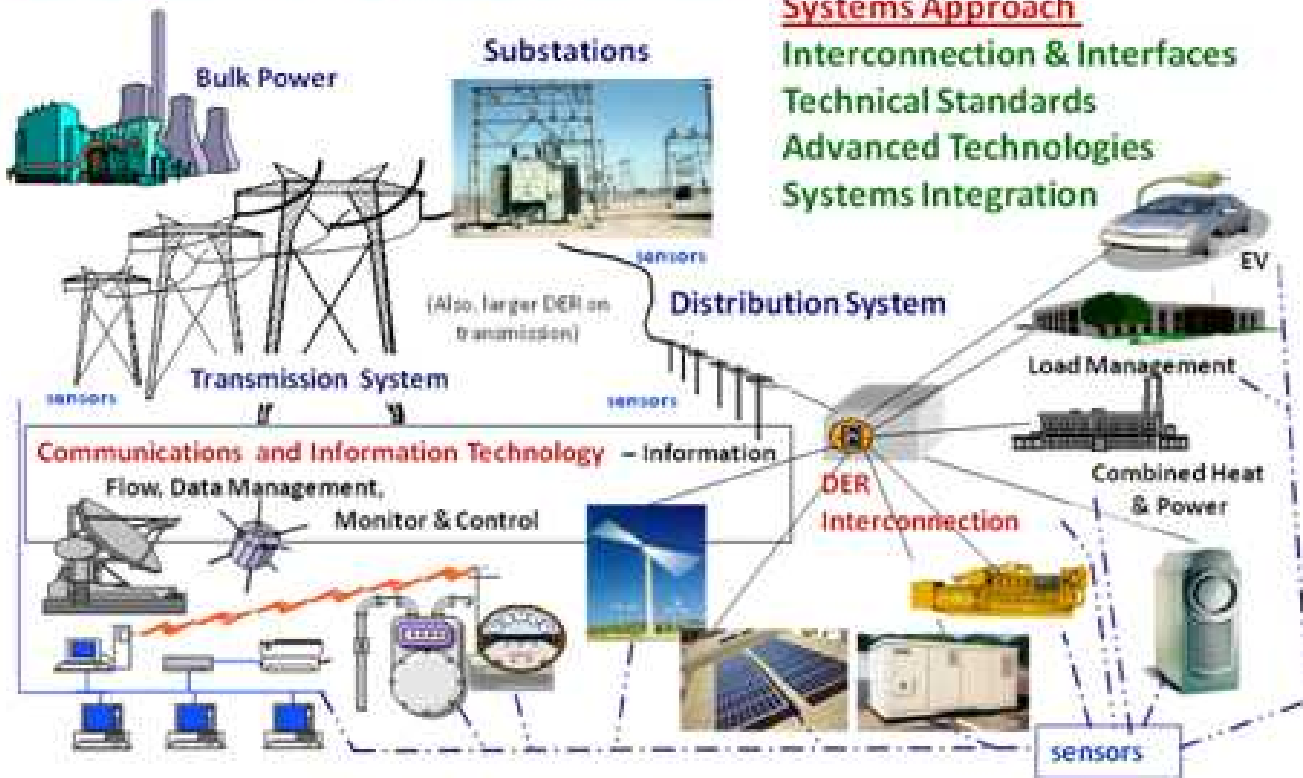 Systems Approach
Interconnection & Interfaces
Technical Standards
Advanced Technologies
Systems Integration
Substations
Bulk Power
sensors
EV
(Also, larger DER on
transmission)
Distribution System
Load Management
Transmission System
sensors
sensors
Communications and Information Technology – Information
Flow, Data Management,
Monitor & Control
Combined Heat
& Power
DER
Interconnection
sensors